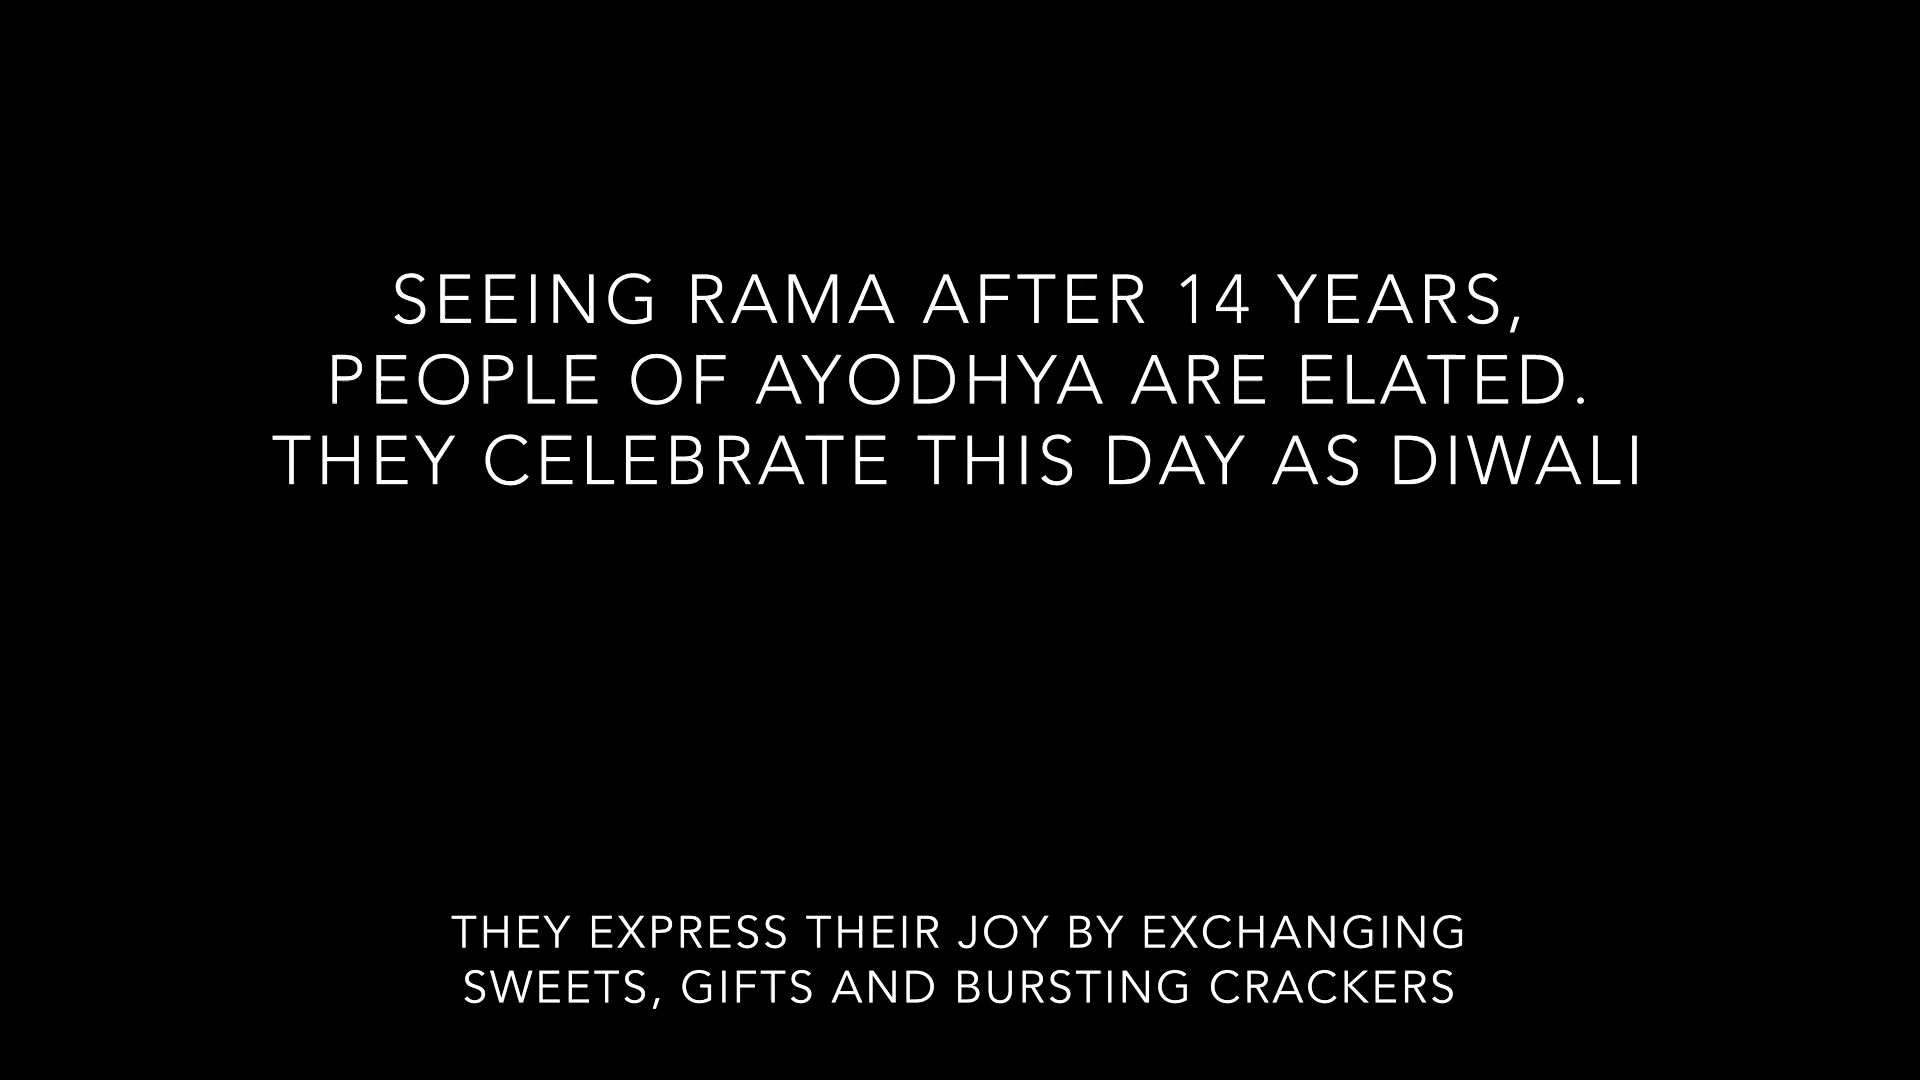 SEEING RAMA AFTER 14 YEARS,
PEOPLE OF AYODHYA ARE ELATED.
THEY CELEBRATE THIS DAY AS DIWALI
THEY EXPRESS THEIR JOY BY EXCHANGING
SWEETS, GIFTS AND BURSTING CRACKERS